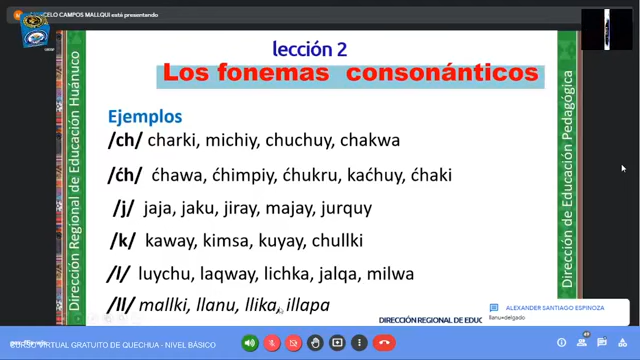 CELO CAMPOS MALLQUI está presentando
lección 2
Los fonemas consonánticos
Dirección Regional de Educación Huánuco
Dirección de Educación Pedagógica
Ejemplos
/ch/ charki, michiy, chuchuy, chakwa
/ćh/ ćhawa, ćhimpiy, ćhukru, kaćhuy, ćhaki
/j/ jaja, jaku, jiray, majay, jurquy
/k/ kaway, kimsa, kuyay, chullki
/l/ luychu, laqway, lichka, jalqa, milwa
/ll/ mallki, llanu, llika, illapa
ALEXANDER SANTIAGO ESPINOZA
llanu=delgado
DIRECCIÓN REGIONAL DE EDUC
CURSO VIRTUAL GRATUITO DE QUECHUA - NIVEL BÁSICO